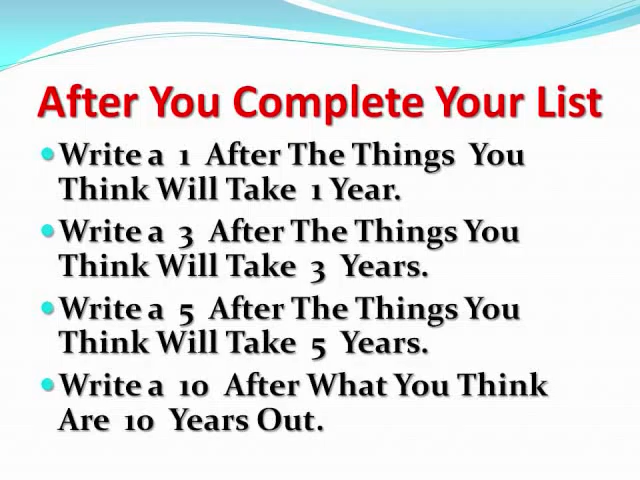 After You Complete Your List
Write a 1 After The Things You
Think Will Take 1 Year.
Write a 3 After The Things You
Think Will Take 3 Years.
Write a 5 After The Things You
Think Will Take 5 Years.
Write a 10 After What You Think
Are 10 Years Out.